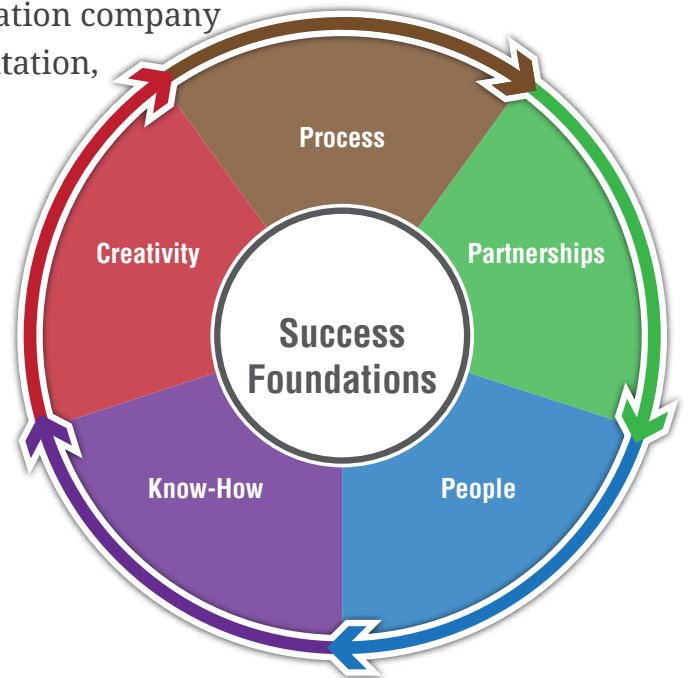 ation company
tation,
Process
Creativity
Partnerships
Success
Foundations
Know-How
People